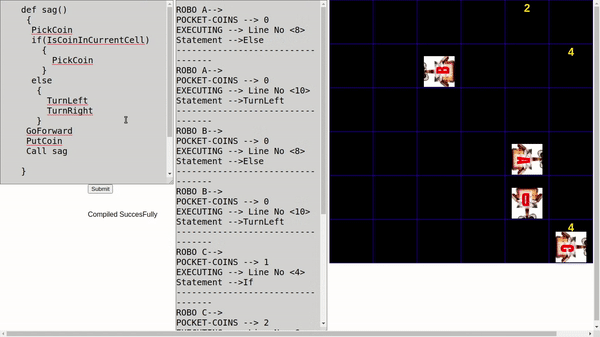 def sag()
{
PickCoin
if(IsCoinInCurrentCell)
{
PickCoin
}
else
{
TurnLeft
TurnRight
}
GoForward
PutCoin
Call sag
}
Submit
Compiled SuccesFully
ROBO A-->
POCKET-COINS --> 0
EXECUTING --> Line No <8>
Statement -->Else
----------------------------
-------
ROBO A-->
POCKET-COINS --> 0
EXECUTING --> Line No <10>
Statement -->TurnLeft
----------------------------
-------
ROBO B-->
POCKET-COINS --> 0
EXECUTING --> Line No <8>
Statement -->Else
----------------------------
-------
ROBO B-->
POCKET-COINS --> 0
EXECUTING --> Line No <10>
Statement -->TurnLeft
----------------------------
-------
ROBO C-->
POCKET-COINS --> 1
EXECUTING --> Line No <4>
Statement -->If
----------------------------
-------
ROBO C-->
POCKET-COINS --> 2
2
4
B
A
D
4
C